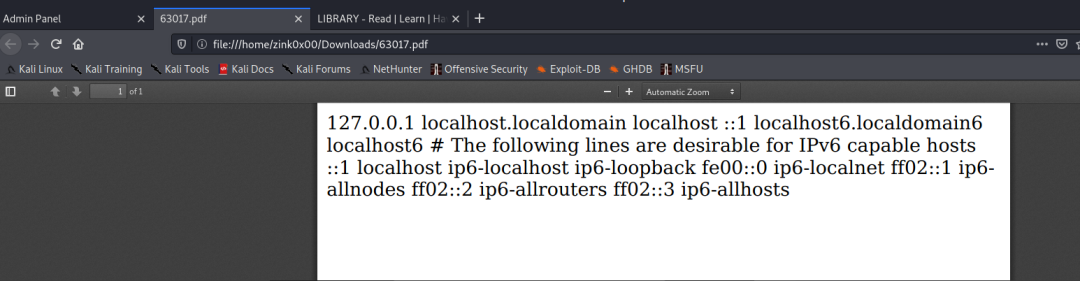 Admin Panel
63017.pdf
LIBRARY - Read | Learn | Ha
file:///home/zink0x00/Downloads/63017.pdf
Kali Linux Kali Training Kali Tools Kali Docs Kali Forums NetHunter Offensive Security Exploit-DB GHDB MSFU
1 of 1 Automatic Zoom
127.0.0.1 localhost.localdomain localhost ::1 localhost6.localdomain6
localhost6 # The following lines are desirable for IPv6 capable hosts
::1 localhost ip6-localhost ip6-loopback fe00::0 ip6-localnet ff02::1 ip6-
allnodes ff02::2 ip6-allrouters ff02::3 ip6-allhosts